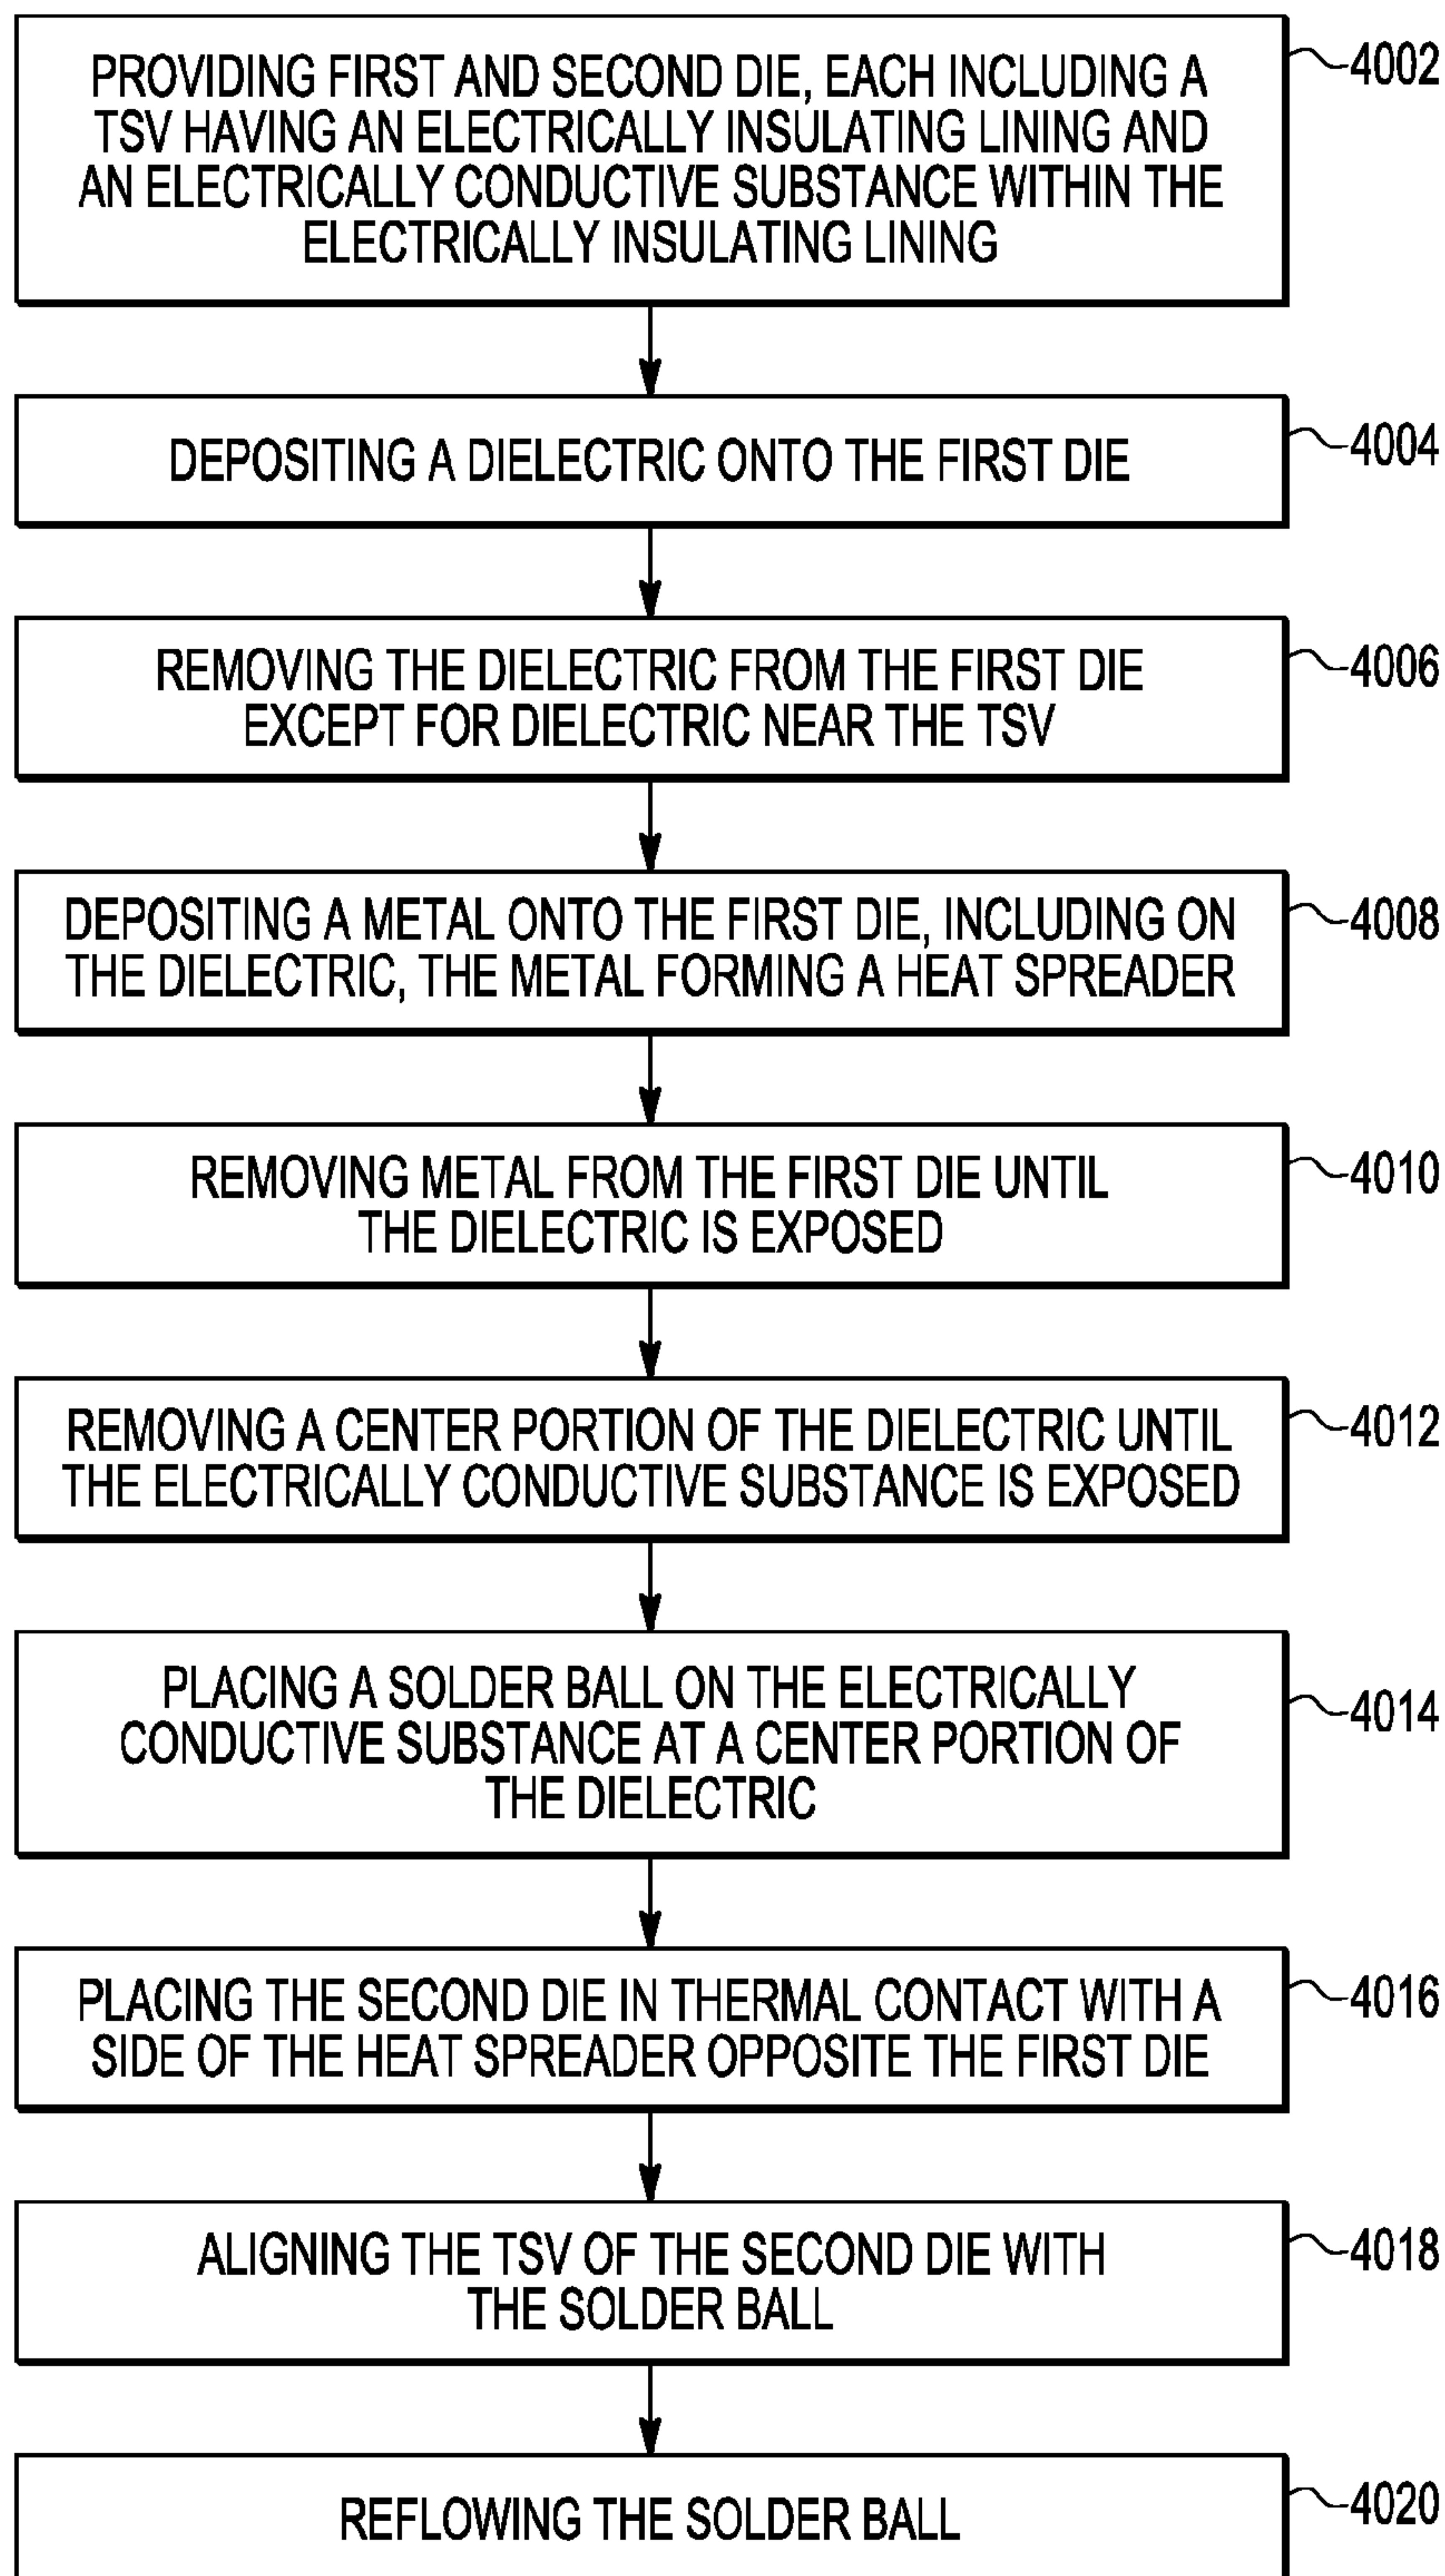 PROVIDING FIRST AND SECOND DIE, EACH INCLUDING A
TSV HAVING AN ELECTRICALLY INSULATING LINING AND
AN ELECTRICALLY CONDUCTIVE SUBSTANCE WITHIN THE
ELECTRICALLY INSULATING LINING
4002
DEPOSITING A DIELECTRIC ONTO THE FIRST DIE
4004
REMOVING THE DIELECTRIC FROM THE FIRST DIE
EXCEPT FOR DIELECTRIC NEAR THE TSV
4006
DEPOSITING A METAL ONTO THE FIRST DIE, INCLUDING ON
THE DIELECTRIC, THE METAL FORMING A HEAT SPREADER
4008
REMOVING METAL FROM THE FIRST DIE UNTIL
THE DIELECTRIC IS EXPOSED
4010
REMOVING A CENTER PORTION OF THE DIELECTRIC UNTIL
THE ELECTRICALLY CONDUCTIVE SUBSTANCE IS EXPOSED
4012
PLACING A SOLDER BALL ON THE ELECTRICALLY
CONDUCTIVE SUBSTANCE AT A CENTER PORTION OF
THE DIELECTRIC
4014
PLACING THE SECOND DIE IN THERMAL CONTACT WITH A
SIDE OF THE HEAT SPREADER OPPOSITE THE FIRST DIE
4016
ALIGNING THE TSV OF THE SECOND DIE WITH
THE SOLDER BALL
4018
REFLOWING THE SOLDER BALL
4020